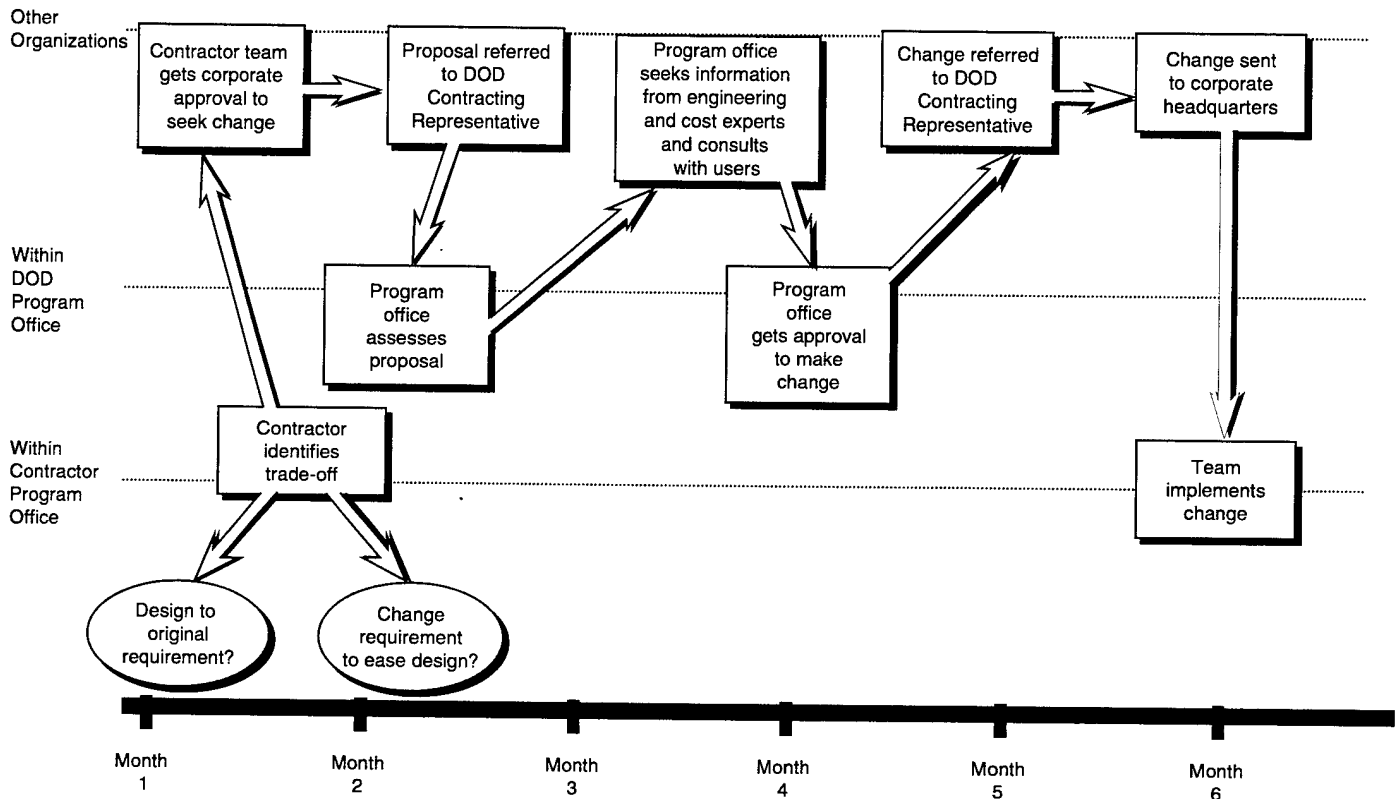 Other
Organizations
Contractor team
gets corporate
approval to
seek change
Proposal referred
to DOD
Contracting
Representative
Program office
seeks information
from engineering
and cost experts
and consults
with users
Change referred
to DOD
Contracting
Representative
Change sent
to corporate
headquarters
Within
DOD
Program
Office
Program
office
assesses
proposal
Program
office
gets approval
to make
change
Within
Contractor
Program
Office
Contractor
identifies
trade-off
Team
implements
change
Design to
original
requirement?
Change
requirement
to ease design?
Month
1
Month
2
Month
3
Month
4
Month
5
Month
6